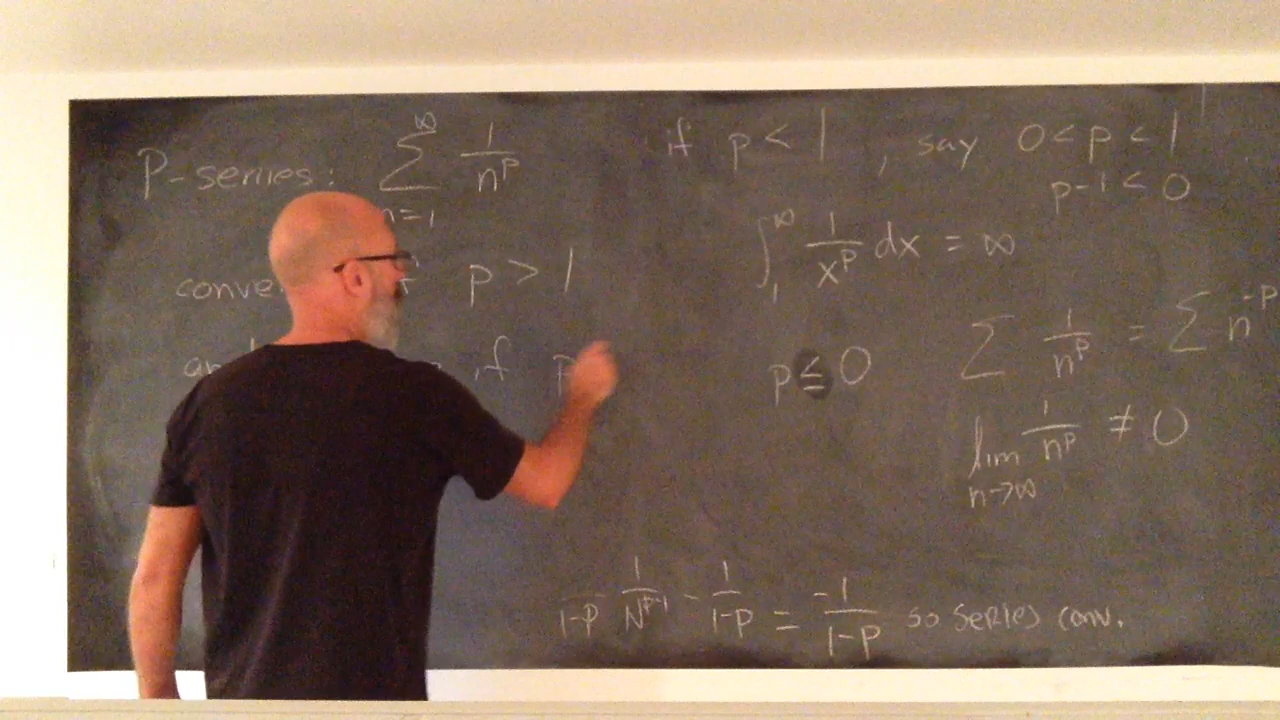 P-series: ∑ n=1 ∞ 1/n^p
p > 1
if p
if p < 1, say 0 < p < 1
p-1 < 0
∫_1^∞ 1/x^p dx = ∞
p ≤ 0 ∑ 1/n^p = ∑ n^-p
lim n→∞ 1/n^p ≠ 0
1-p 1/N^p-1 - 1/1-p = -1/1-p so series conv.